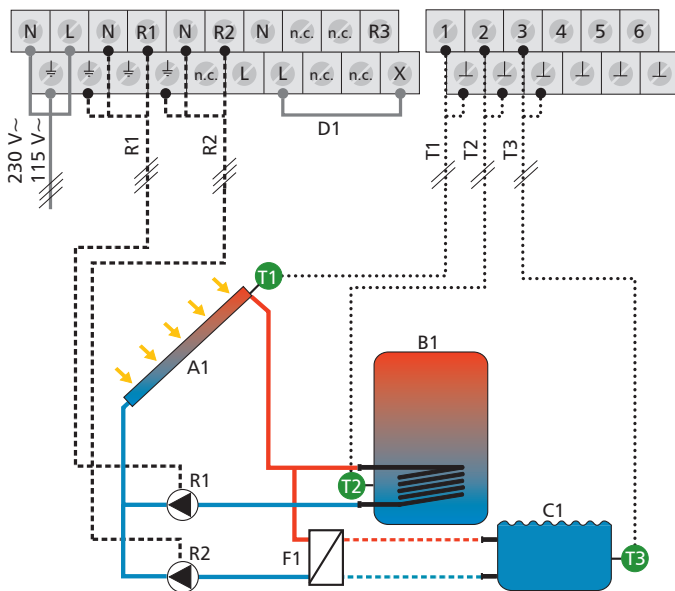 N L N R1 N R2 N n.c. n.c. R3
n.c. L L n.c. n.c. X
D1
1 2 3 4 5 6
230 V~
115 V~
R1
R2
T1
T2
T3
T1
A1
B1
R1
T2
C1
R2
F1
T3